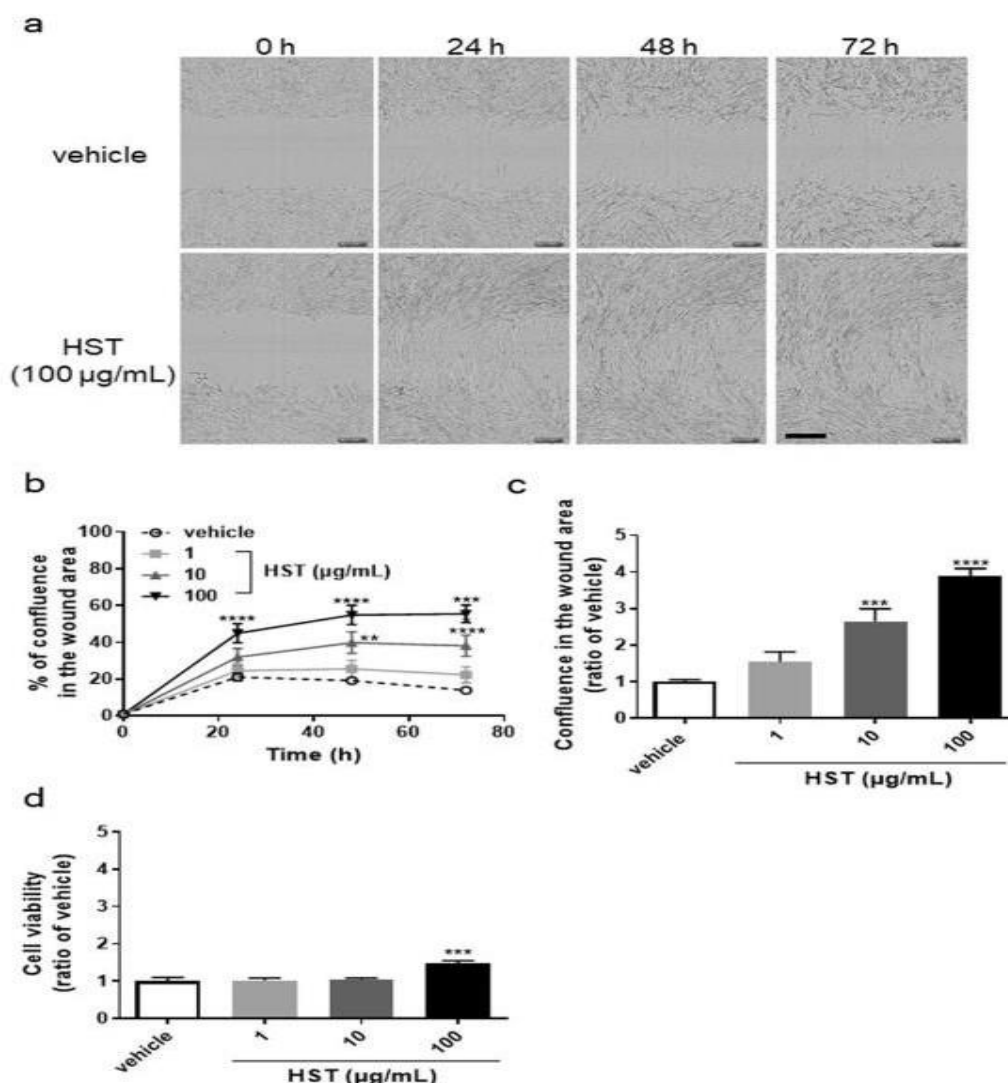 a
0 h 24 h 48 h 72 h
vehicle
HST
(100 µg/mL)
b
% of confluence
in the wound area
100
80
60
40
20
0
vehicle
1
10
100
HST (µg/mL)
**** **** ***
** ****
0 20 40 60 80
Time (h)
c
Confluence in the wound area
(ratio of vehicle)
5
4
3
2
1
0
***
****
vehicle 1 10 100
HST (µg/mL)
d
Cell viability
(ratio of vehicle)
5
4
3
2
1
0
***
vehicle 1 10 100
HST (µg/mL)